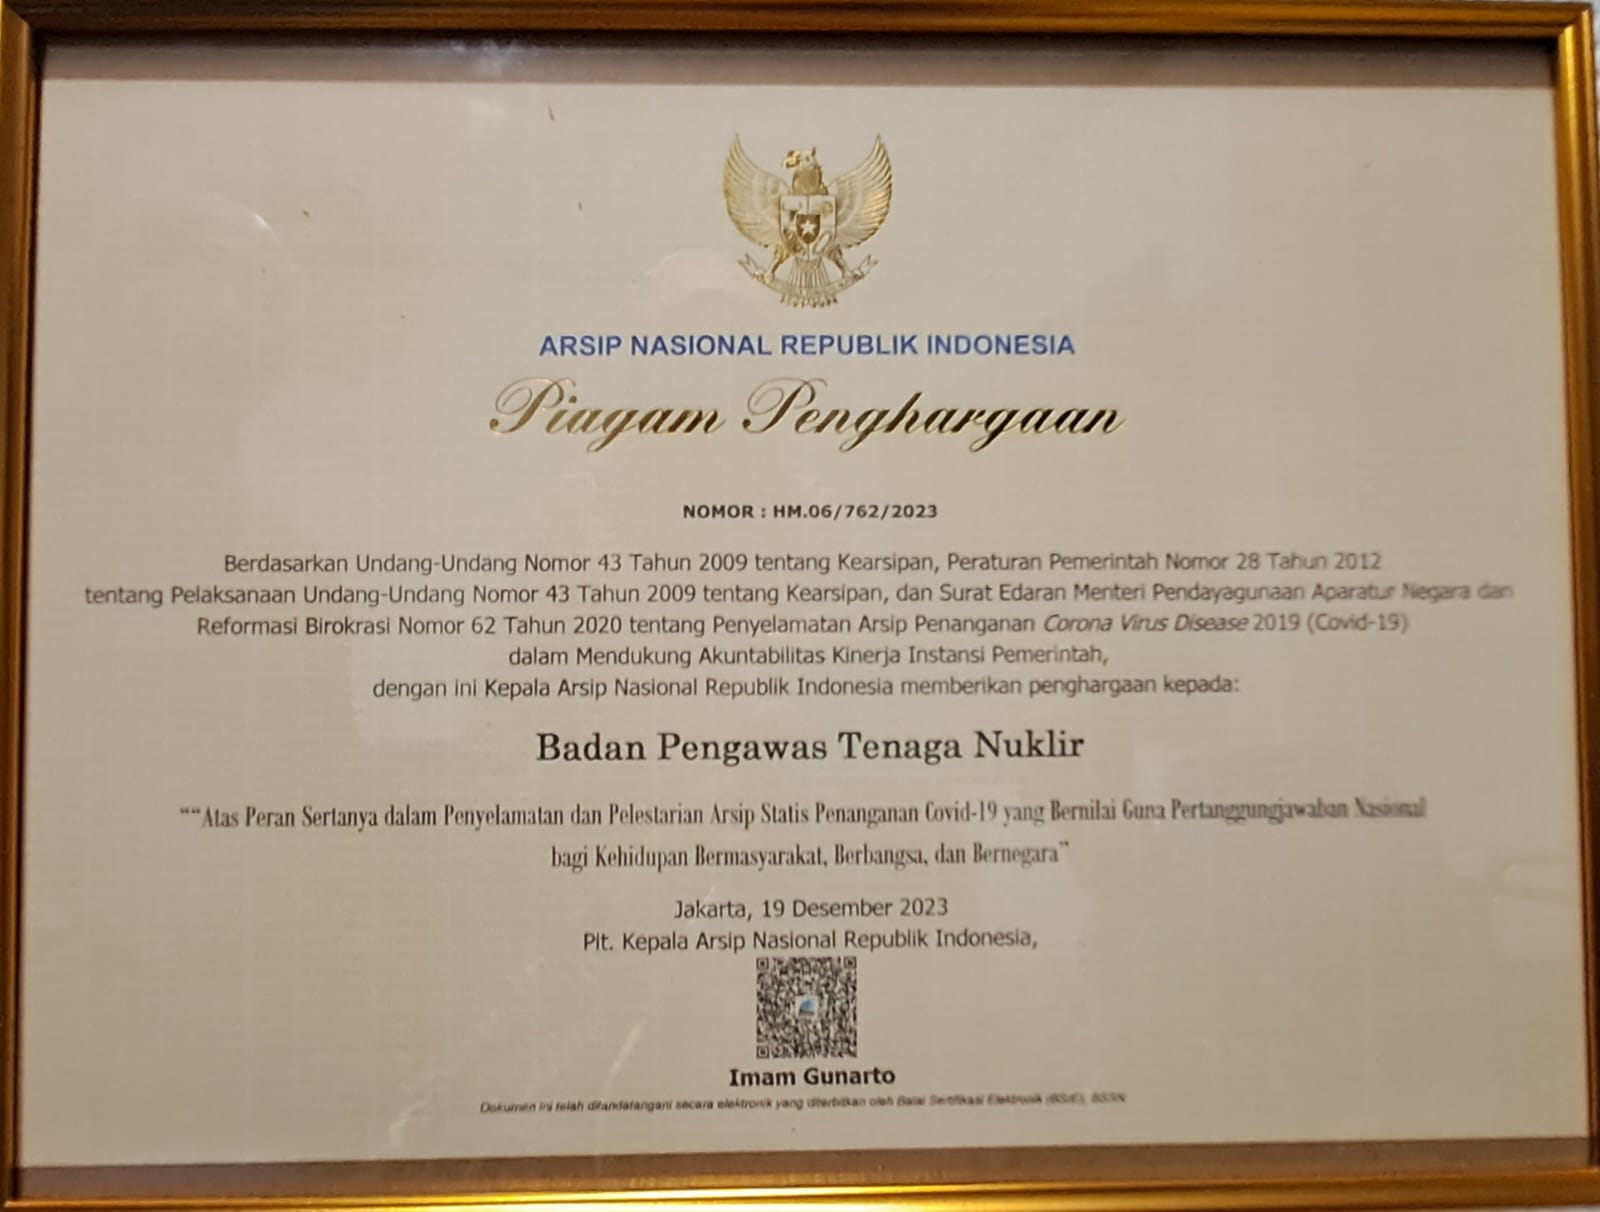 ARSIP NASIONAL REPUBLIK INDONESIA
Piagam Penghargaan
NOMOR : HM.06/762/2023
Berdasarkan Undang-Undang Nomor 43 Tahun 2009 tentang Kearsipan, Peraturan Pemerintah Nomor 28 Tahun 2012
tentang Pelaksanaan Undang-Undang Nomor 43 Tahun 2009 tentang Kearsipan, dan Surat Edaran Menteri Pendayagunaan Aparatur Negara dan
Reformasi Birokrasi Nomor 62 Tahun 2020 tentang Penyelamatan Arsip Penanganan Corona Virus Disease 2019 (Covid-19)
dalam Mendukung Akuntabilitas Kinerja Instansi Pemerintah,
dengan ini Kepala Arsip Nasional Republik Indonesia memberikan penghargaan kepada:
Badan Pengawas Tenaga Nuklir
““Atas Peran Sertanya dalam Penyelamatan dan Pelestarian Arsip Statis Penanganan Covid-19 yang Bernilai Guna Pertanggungjawaban Nasional
bagi Kehidupan Bermasyarakat, Berbangsa, dan Bernegara”
Jakarta, 19 Desember 2023
Plt. Kepala Arsip Nasional Republik Indonesia,
Imam Gunarto
Dokumen ini telah ditandatangani secara elektronik yang diterbitkan oleh Balai Sertifikasi Elektronik (BSrE), BSSN